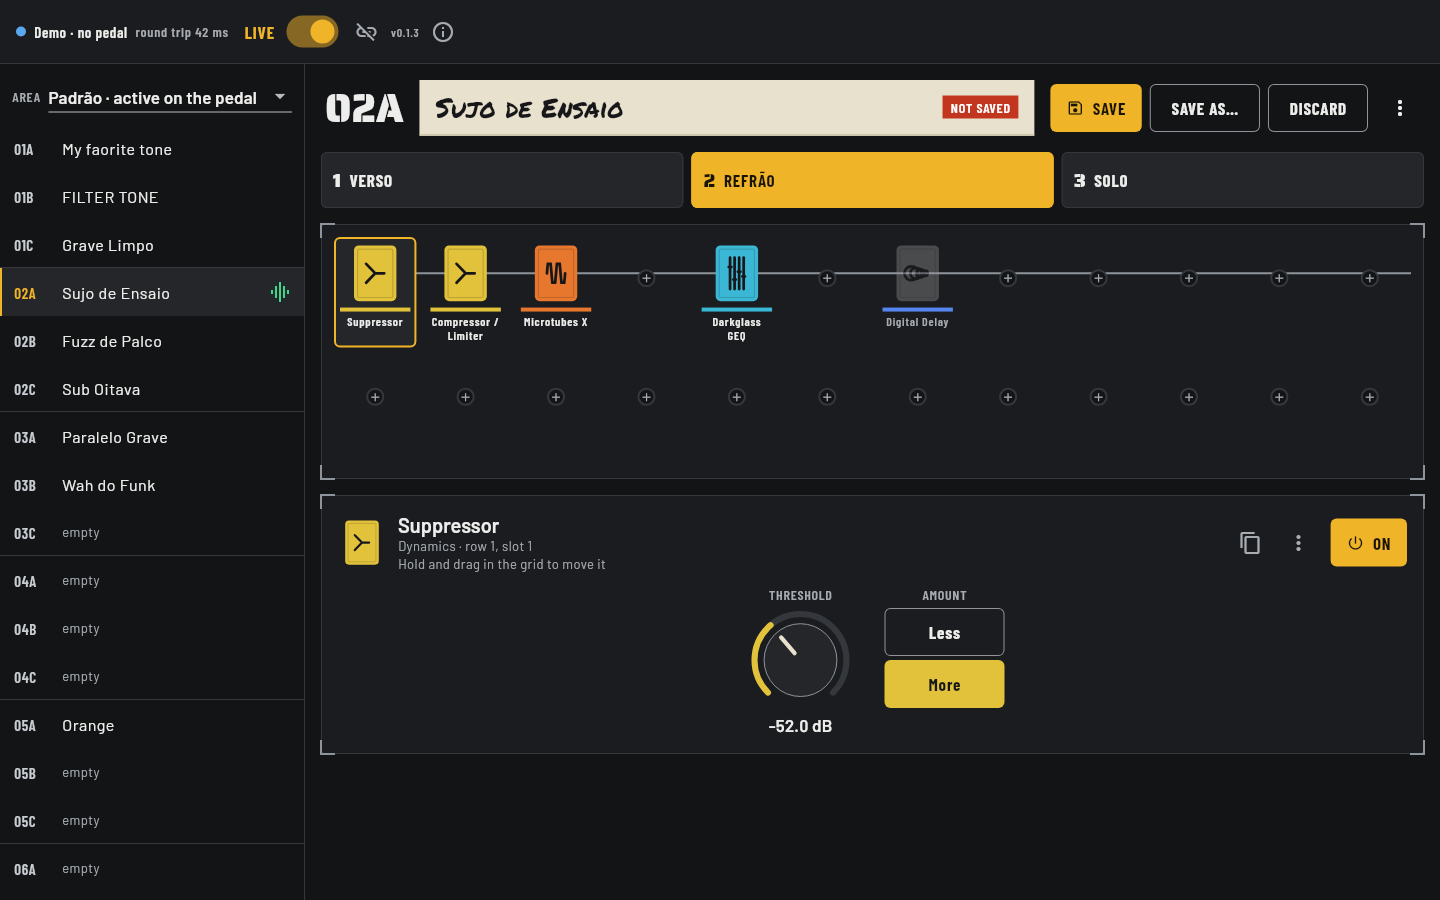 Demo · no pedal round trip 42 ms LIVE v0.1.3
AREA Padrão · active on the pedal
01A My faorite tone
01B FILTER TONE
01C Grave Limpo
02A Sujo de Ensaio
02B Fuzz de Palco
02C Sub Oitava
03A Paralelo Grave
03B Wah do Funk
03C empty
04A empty
04B empty
04C empty
05A Orange
05B empty
05C empty
06A empty
02A Sujo de Ensaio NOT SAVED SAVE SAVE AS... DISCARD
1 VERSO 2 REFRÃO 3 SOLO
Suppressor
Compressor /
Limiter
Microtubes X
Darkglass
GEQ
Digital Delay
Suppressor
Dynamics · row 1, slot 1
Hold and drag in the grid to move it
ON
THRESHOLD
-52.0 dB
AMOUNT
Less
More